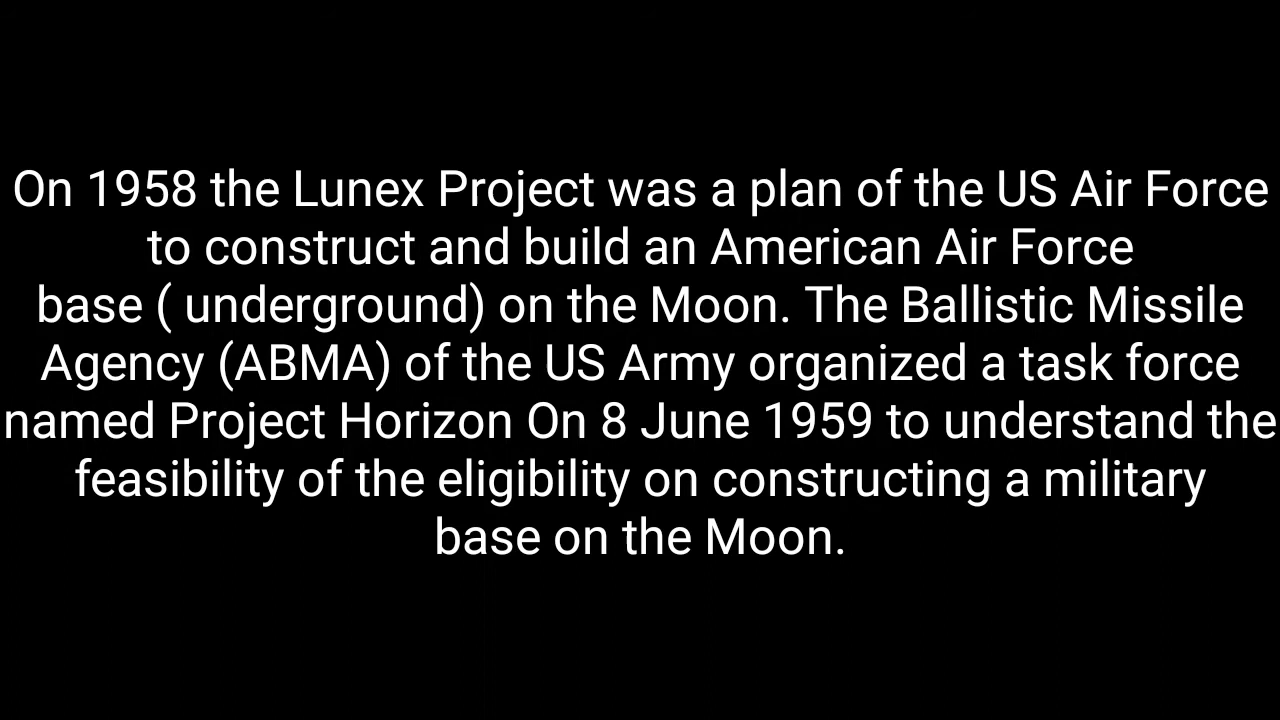 On 1958 the Lunex Project was a plan of the US Air Force
to construct and build an American Air Force
base ( underground) on the Moon. The Ballistic Missile
Agency (ABMA) of the US Army organized a task force
named Project Horizon On 8 June 1959 to understand the
feasibility of the eligibility on constructing a military
base on the Moon.